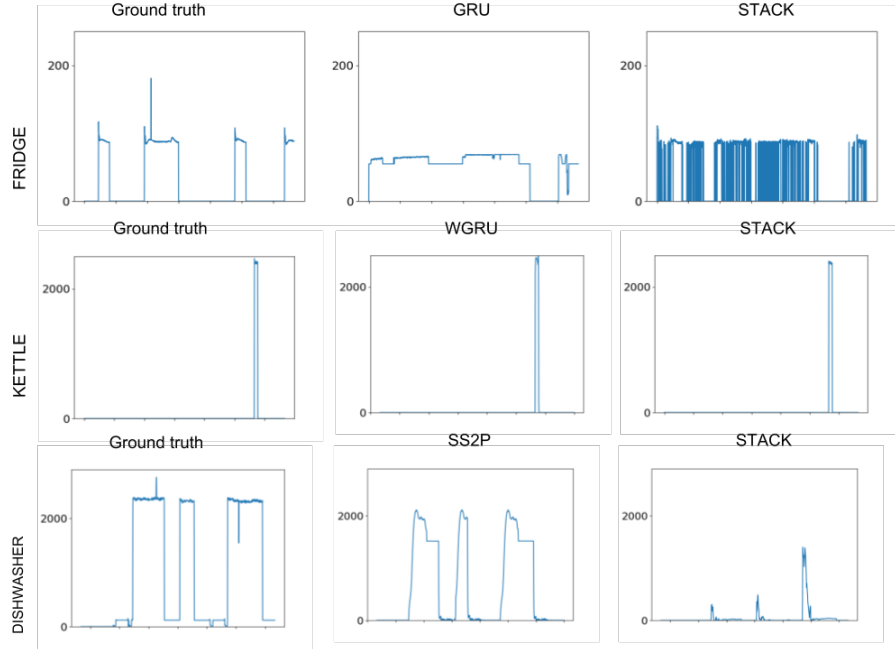 Ground truth GRU STACK
FRIDGE
200 200 200
0 0 0
Ground truth WGRU STACK
KETTLE
2000 2000 2000
0 0 0
Ground truth SS2P STACK
DISHWASHER
2000 2000 2000
0 0 0